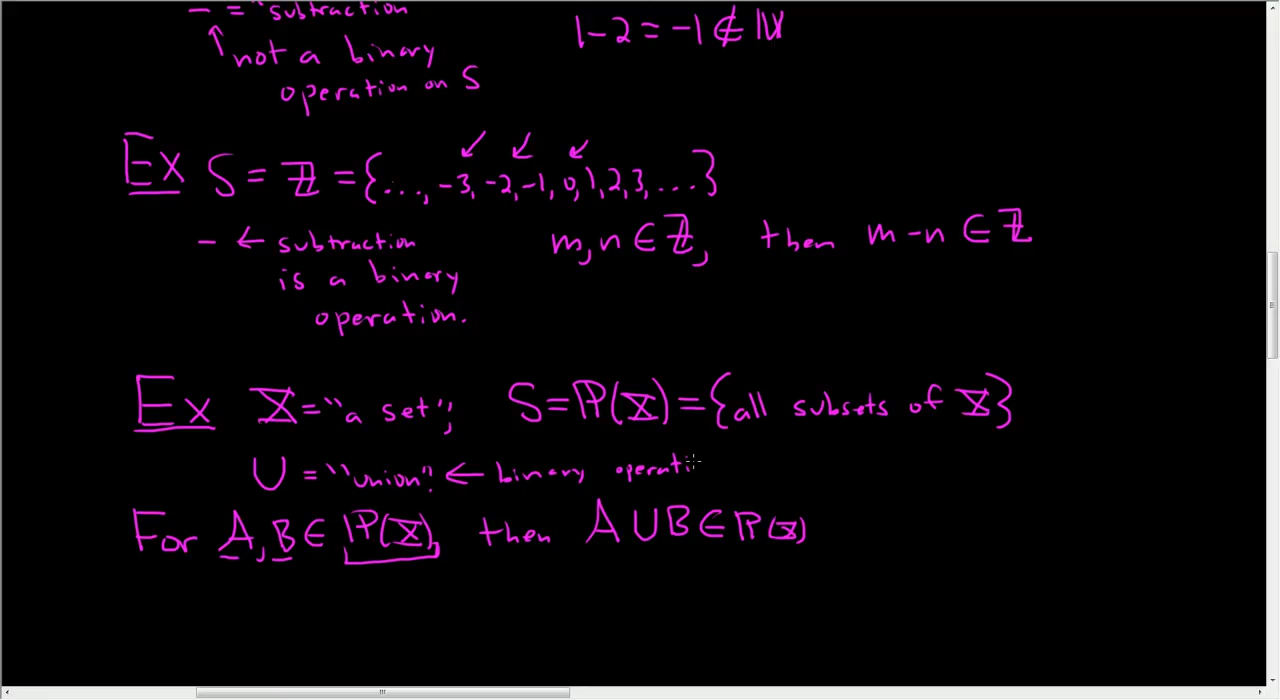 - = "subtraction
1-2=-1∉ℕ
not a binary
operation on S
Ex S = ℤ = {..., -3, -2, -1, 0, 1, 2, 3, ...}
- ← subtraction
m, n ∈ ℤ, then m-n ∈ ℤ
is a binary
operation.
Ex X = "a set"; S=ℙ(X)={all subsets of X}
U = "union" ← binary operati
For A, B ∈ ℙ(X), then A∪B∈ℙ(X)